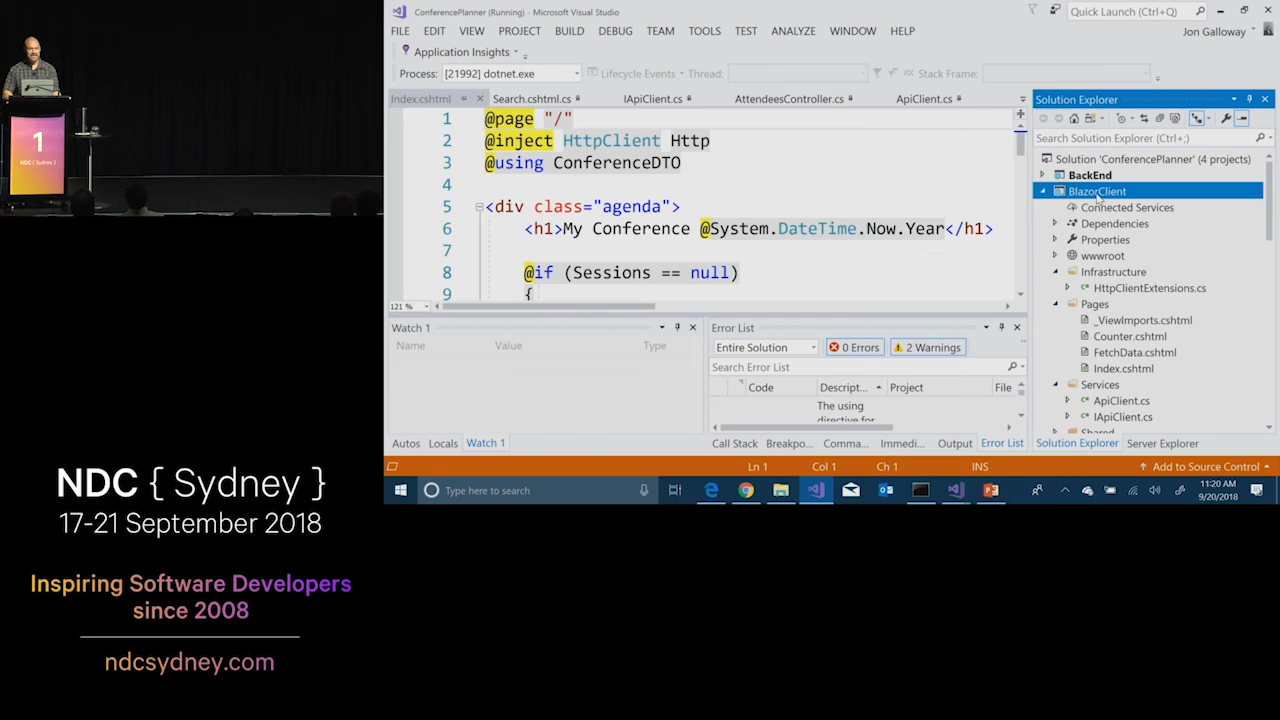 ConferencePlanner (Running) - Microsoft Visual Studio
Quick Launch (Ctrl+Q)
FILE EDIT VIEW PROJECT BUILD DEBUG TEAM TOOLS TEST ANALYZE WINDOW HELP
Jon Galloway
Application Insights
Process: [21992] dotnet.exe Lifecycle Events Thread: Stack Frame:
Index.cshtml Search.cshtml.cs IApiClient.cs AttendeesController.cs ApiClient.cs
1 @page "/"
2 @inject HttpClient Http
3 @using ConferenceDTO
4
5 <div class="agenda">
6 <h1>My Conference @System.DateTime.Now.Year</h1>
7
8 @if (Sessions == null)
9 {
121 %
Solution Explorer
Search Solution Explorer (Ctrl+;)
Solution 'ConferencePlanner' (4 projects)
BackEnd
BlazorClient
Connected Services
Dependencies
Properties
wwwroot
Infrastructure
HttpClientExtensions.cs
Pages
_ViewImports.cshtml
Counter.cshtml
FetchData.cshtml
Index.cshtml
Services
ApiClient.cs
IApiClient.cs
Shared
Solution Explorer Server Explorer
Watch 1
Name Value Type
Autos Locals Watch 1
Error List
Entire Solution 0 Errors 2 Warnings
Search Error List
Code Descript... Project File
The using
directive for
Call Stack Breakpo... Comma... Immedi... Output Error List
Ln 1 Col 1 Ch 1 INS Add to Source Control
Type here to search
11:20 AM
9/20/2018
1
NDC { Sydney }
NDC { Sydney }
17-21 September 2018
Inspiring Software Developers
since 2008
ndcsydney.com